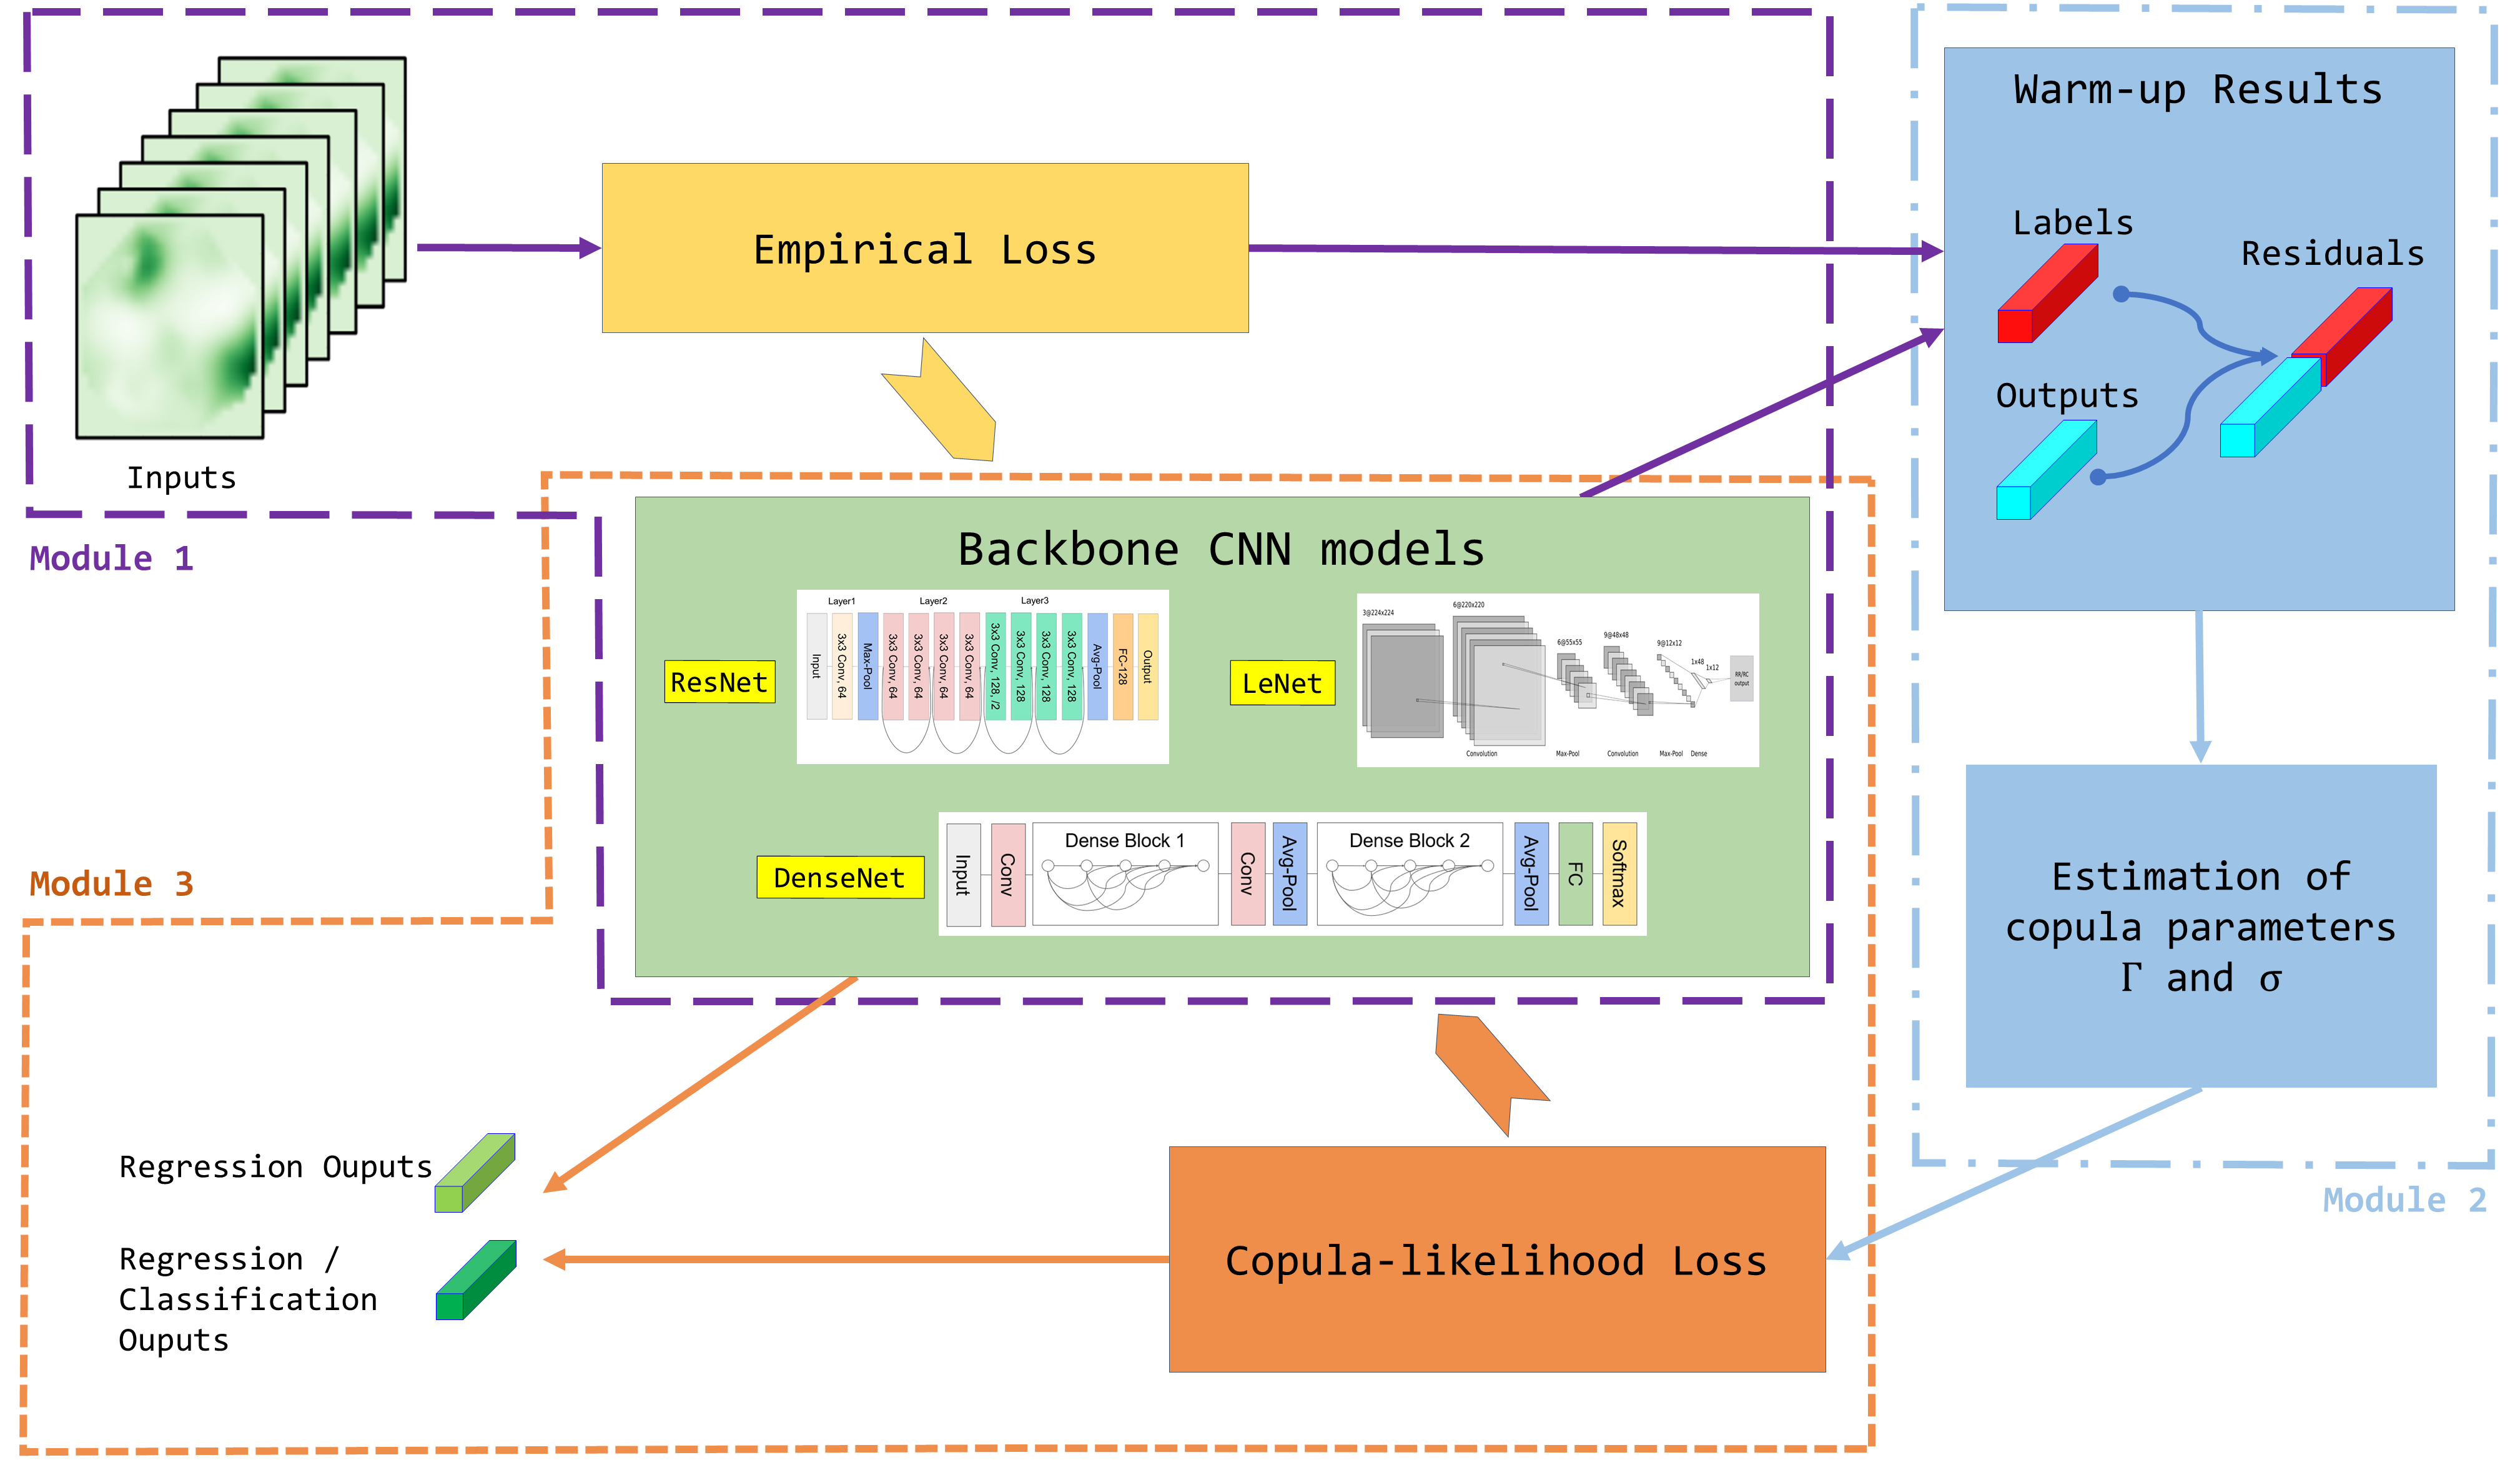 Inputs
Module 1
Empirical Loss
Warm-up Results
Labels
Residuals
Outputs
Backbone CNN models
ResNet
Layer1
Layer2
Layer3
Input
3x3 Conv, 64
Max-Pool
3x3 Conv, 64
3x3 Conv, 64
3x3 Conv, 64
3x3 Conv, 64
3x3 Conv, 128, /2
3x3 Conv, 128
3x3 Conv, 128
3x3 Conv, 128
Avg-Pool
FC-128
Output
LeNet
3@224x224
6@220x220
6@55x55
9@48x48
9@12x12
1x48
1x12
RR/RC
output
Convolution
Max-Pool
Convolution
Max-Pool
Dense
DenseNet
Input
Conv
Dense Block 1
Conv
Avg-Pool
Dense Block 2
Avg-Pool
FC
Softmax
Estimation of
copula parameters
Γ and σ
Module 2
Module 3
Regression Ouputs
Regression /
Classification
Ouputs
Copula-likelihood Loss